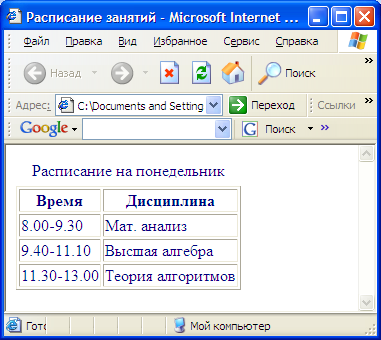 Расписание занятий - Microsoft Internet ...
Файл Правка Вид Избранное Сервис Справка »
Назад Поиск »
Адрес: C:\Documents and Setting Переход Ссылки »
Google G Поиск »
Расписание на понедельник
Время Дисциплина
8.00-9.30 Мат. анализ
9.40-11.10 Высшая алгебра
11.30-13.00 Теория алгоритмов
Мой компьютер